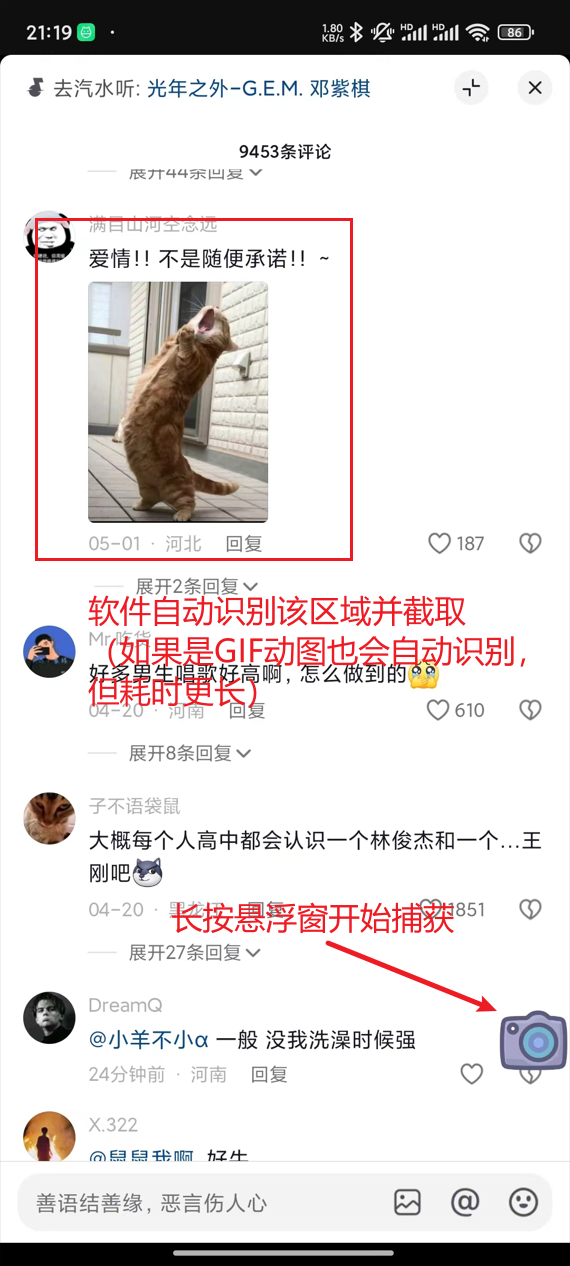 21:19
1.80 KB/s HD HD 86
去汽水听: 光年之外-G.E.M. 邓紫棋
9453条评论
展开44条回复
满目山河空念远
爱情!! 不是随便承诺!! ~
05-01 · 河北 回复 187
展开2条回复
软件自动识别该区域并截取
Mr.吃货
（如果是GIF动图也会自动识别，
好多男生唱歌好高啊, 怎么做到的
但耗时更长）
04-20 · 河南 回复 610
展开8条回复
子不语袋鼠
大概每个人高中都会认识一个林俊杰和一个...王
刚吧
04-20 · 黑龙江 回复 1851
长按悬浮窗开始捕获
展开27条回复
DreamQ
@小羊不小α 一般 没我洗澡时候强
24分钟前 · 河南 回复
X.322
@鼠鼠我啊 好牛
善语结善缘, 恶言伤人心